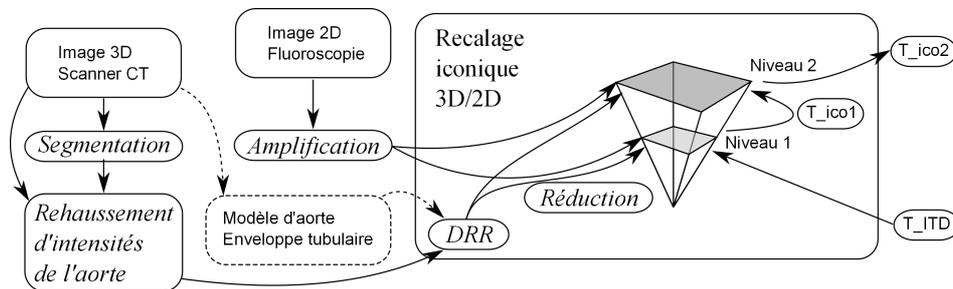 Image 3D
Scanner CT
Segmentation
Rehaussement
d'intensités
de l'aorte
Image 2D
Fluoroscopie
Amplification
Modèle d'aorte
Enveloppe tubulaire
Recalage
iconique
3D/2D
DRR
Réduction
Niveau 2
Niveau 1
T_ico2
T_ico1
T_ITD